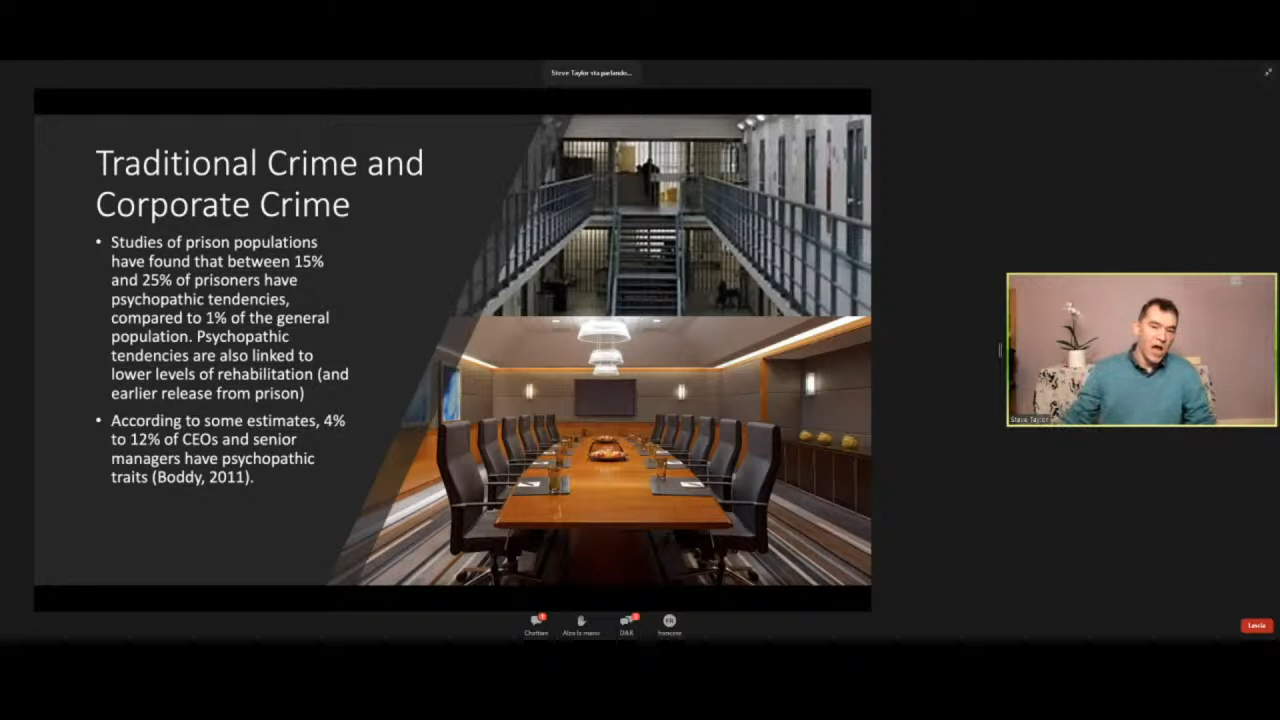 Steve Taylor sta parlando...
Traditional Crime and
Corporate Crime
• Studies of prison populations
have found that between 15%
and 25% of prisoners have
psychopathic tendencies,
compared to 1% of the general
population. Psychopathic
tendencies are also linked to
lower levels of rehabilitation (and
earlier release from prison)
• According to some estimates, 4%
to 12% of CEOs and senior
managers have psychopathic
traits (Boddy, 2011).
Steve Taylor
Chattare
Alza la mano
D&R
FR
francese
Lascia